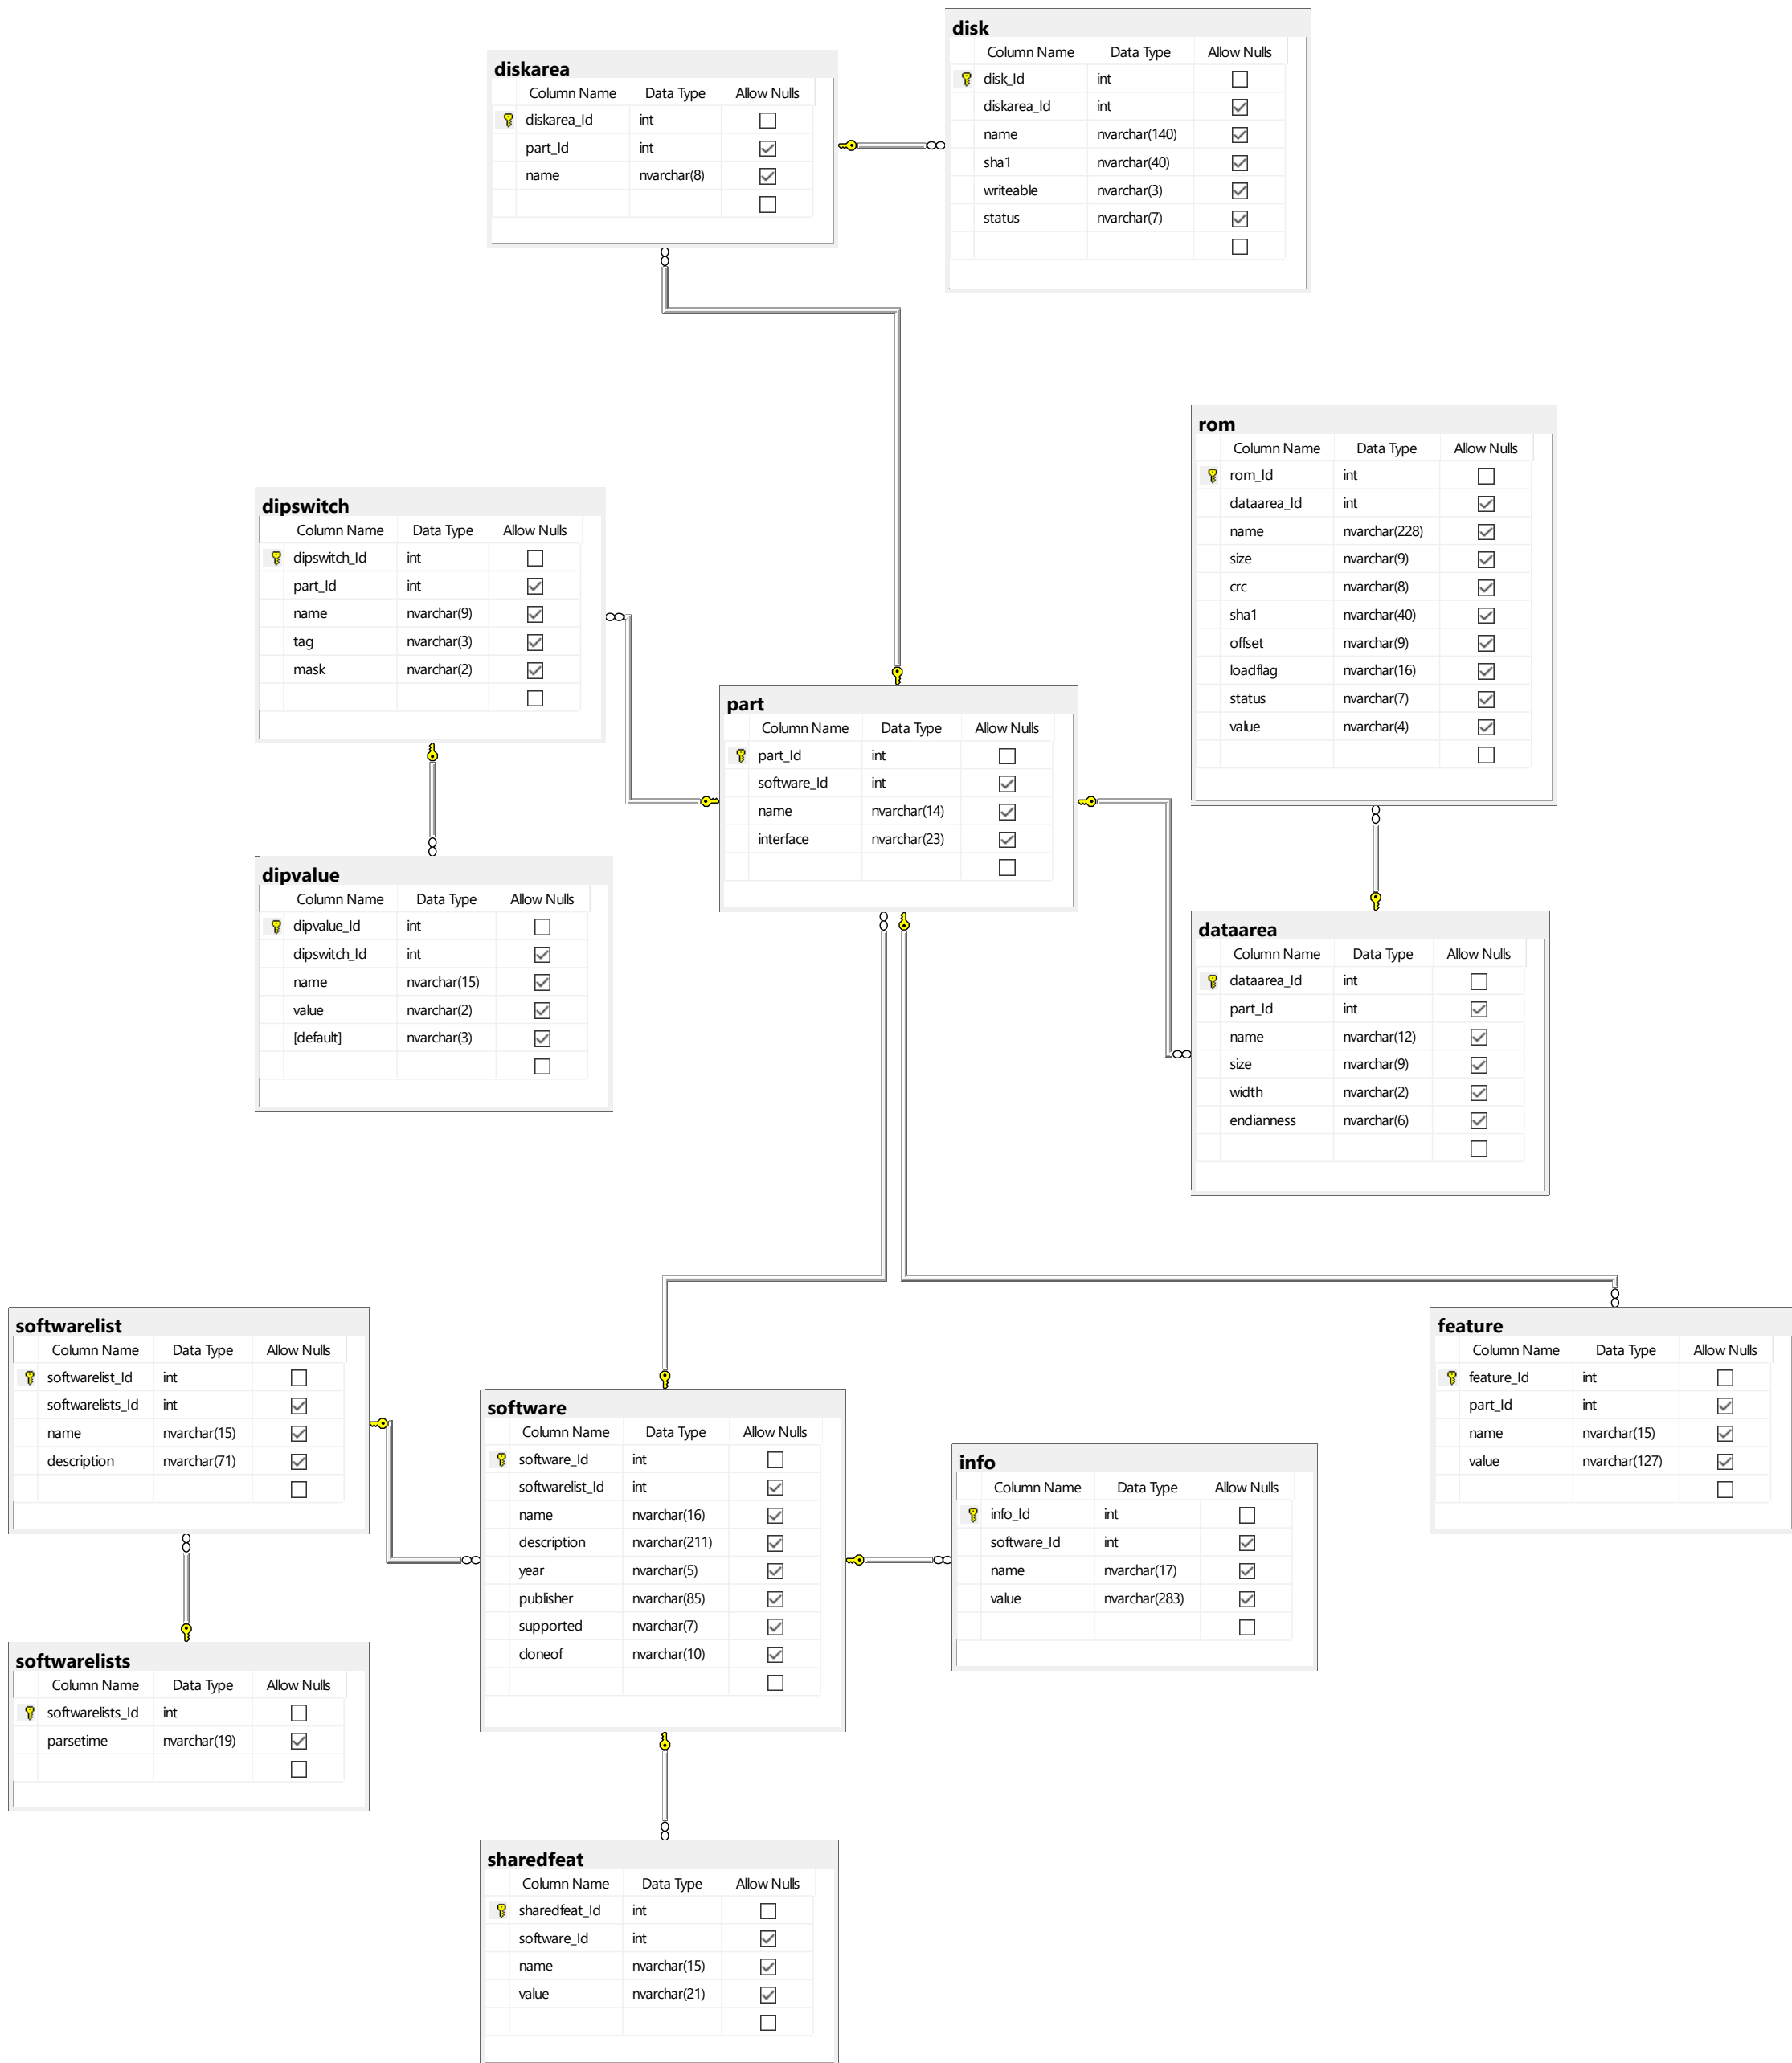 disk
Column Name Data Type Allow Nulls
disk_Id int
diskarea_Id int
name nvarchar(140)
sha1 nvarchar(40)
writeable nvarchar(3)
status nvarchar(7)
diskarea
Column Name Data Type Allow Nulls
diskarea_Id int
part_Id int
name nvarchar(8)
rom
Column Name Data Type Allow Nulls
rom_Id int
dataarea_Id int
name nvarchar(228)
size nvarchar(9)
crc nvarchar(8)
sha1 nvarchar(40)
offset nvarchar(9)
loadflag nvarchar(16)
status nvarchar(7)
value nvarchar(4)
dipswitch
Column Name Data Type Allow Nulls
dipswitch_Id int
part_Id int
name nvarchar(9)
tag nvarchar(3)
mask nvarchar(2)
part
Column Name Data Type Allow Nulls
part_Id int
software_Id int
name nvarchar(14)
interface nvarchar(23)
dipvalue
Column Name Data Type Allow Nulls
dipvalue_Id int
dipswitch_Id int
name nvarchar(15)
value nvarchar(2)
[default] nvarchar(3)
dataarea
Column Name Data Type Allow Nulls
dataarea_Id int
part_Id int
name nvarchar(12)
size nvarchar(9)
width nvarchar(2)
endianness nvarchar(6)
softwarelist
Column Name Data Type Allow Nulls
softwarelist_Id int
softwarelists_Id int
name nvarchar(15)
description nvarchar(71)
feature
Column Name Data Type Allow Nulls
feature_Id int
part_Id int
name nvarchar(15)
value nvarchar(127)
software
Column Name Data Type Allow Nulls
software_Id int
softwarelist_Id int
name nvarchar(16)
description nvarchar(211)
year nvarchar(5)
publisher nvarchar(85)
supported nvarchar(7)
cloneof nvarchar(10)
info
Column Name Data Type Allow Nulls
info_Id int
software_Id int
name nvarchar(17)
value nvarchar(283)
softwarelists
Column Name Data Type Allow Nulls
softwarelists_Id int
parsetime nvarchar(19)
sharedfeat
Column Name Data Type Allow Nulls
sharedfeat_Id int
software_Id int
name nvarchar(15)
value nvarchar(21)